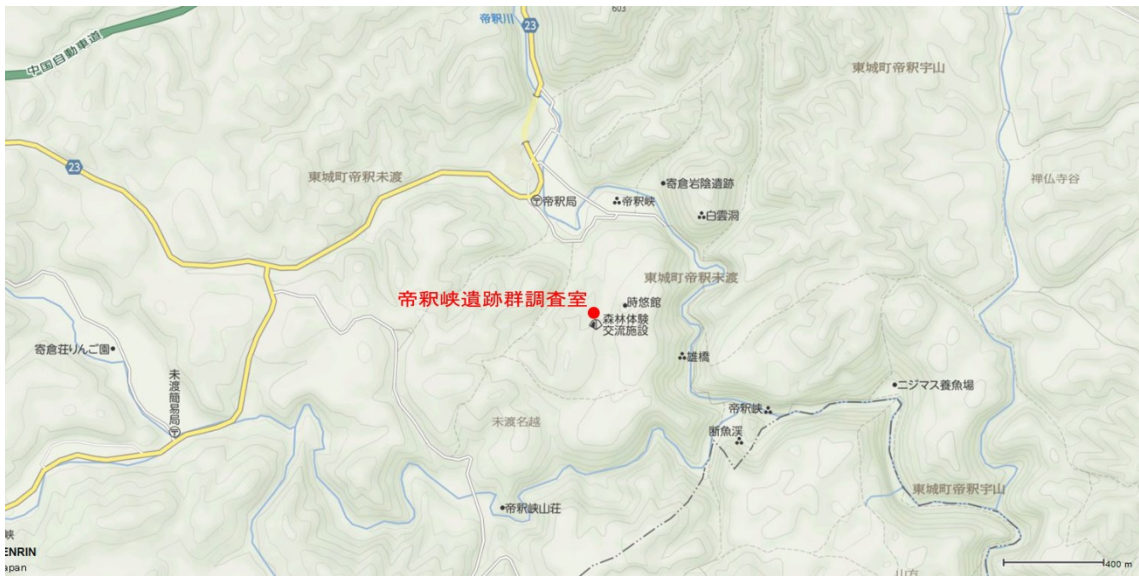 603
帝釈川
23
中国自動車道
東城町帝釈宇山
23
東城町帝釈未渡
禅仏寺谷
寄倉岩陰遺跡
帝釈局
帝釈峡
白雲洞
東城町帝釈未渡
帝釈峡遺跡群調査室
時悠館
森林体験
交流施設
寄倉荘りんご園
雄橋
未渡簡易局
ニジマス養魚場
帝釈峡
未渡名越
断魚渓
東城町帝釈宇山
帝釈峡山荘
峡
ENRIN
apan
山方
400 m